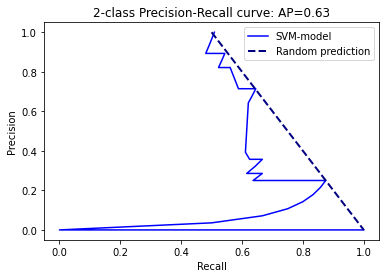 2-class Precision-Recall curve: AP=0.63
SVM-model
Random prediction
Precision
1.0
0.8
0.6
0.4
0.2
0.0
0.0
0.2
0.4
0.6
0.8
1.0
Recall